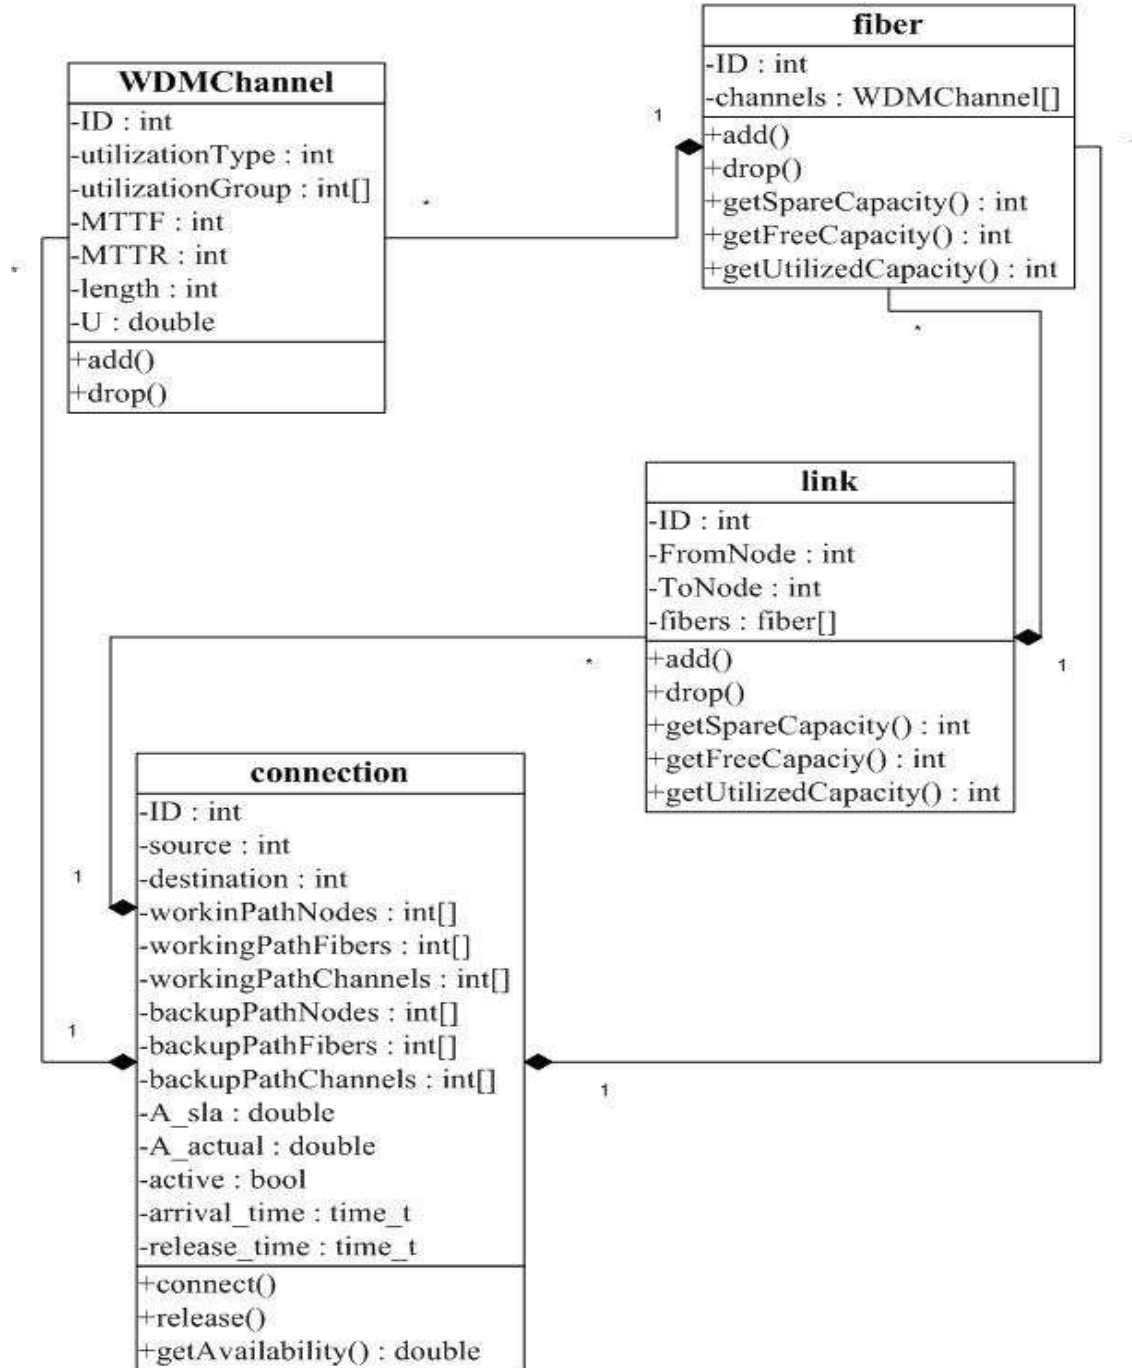 fiber
-ID : int
-channels : WDMChannel[]
+add()
+drop()
+getSpareCapacity() : int
+getFreeCapacity() : int
+getUtilizedCapacity() : int
WDMChannel
-ID : int
-utilizationType : int
-utilizationGroup : int[]
-MTTF : int
-MTTR : int
-length : int
-U : double
+add()
+drop()
1
*
*
*
link
-ID : int
-FromNode : int
-ToNode : int
-fibers : fiber[]
+add()
+drop()
+getSpareCapacity() : int
+getFreeCapaciy() : int
+getUtilizedCapacity() : int
*
1
connection
-ID : int
-source : int
-destination : int
-workinPathNodes : int[]
-workingPathFibers : int[]
-workingPathChannels : int[]
-backupPathNodes : int[]
-backupPathFibers : int[]
-backupPathChannels : int[]
-A_sla : double
-A_actual : double
-active : bool
-arrival_time : time_t
-release_time : time_t
+connect()
+release()
+getAvailability() : double
1
1
1